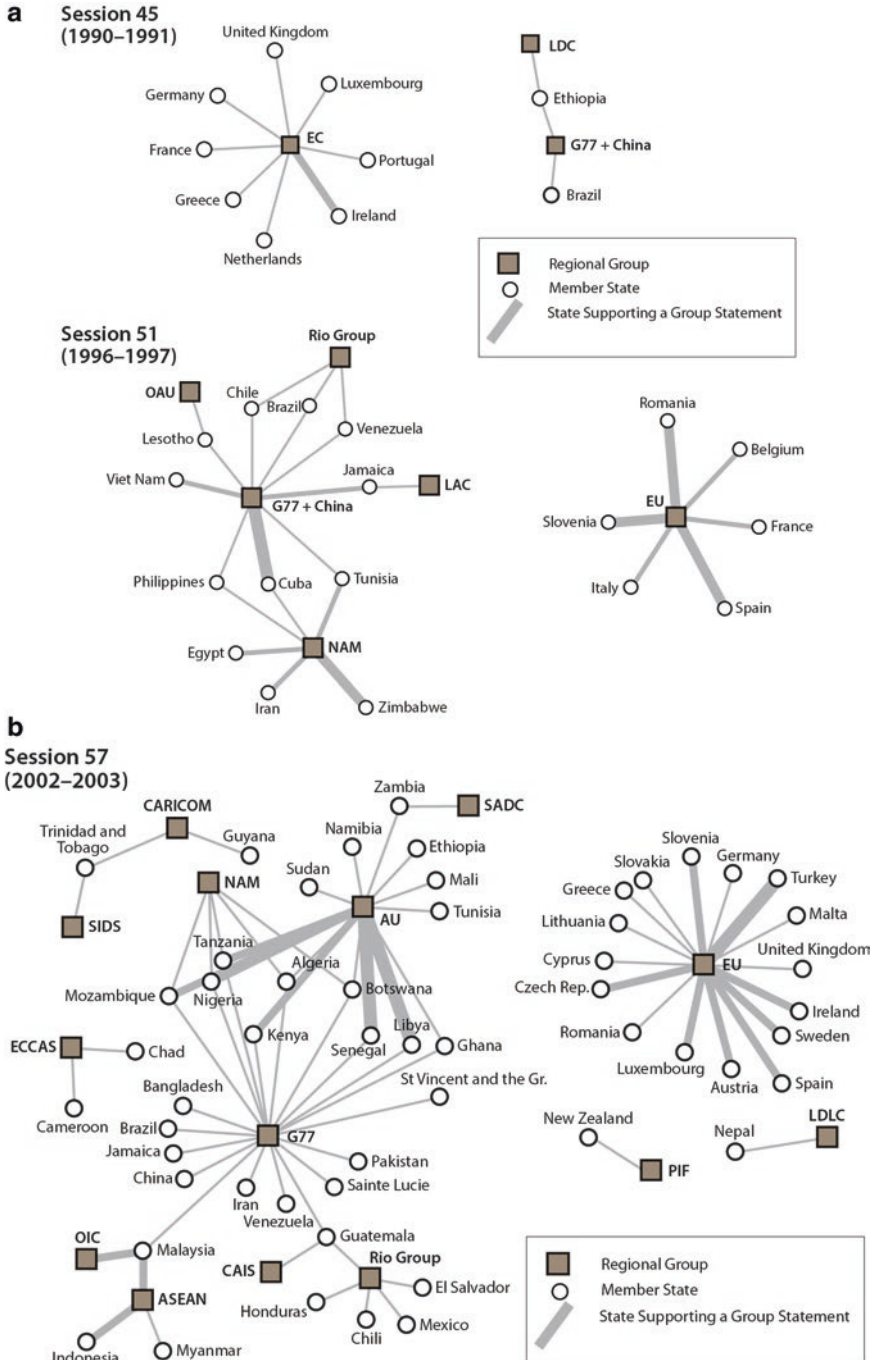 a
Session 45
(1990–1991)
United Kingdom
LDC
Luxembourg
Germany
Ethiopia
EC
France
G77 + China
Portugal
Greece
Brazil
Ireland
Netherlands
Regional Group
Member State
State Supporting a Group Statement
Session 51
(1996–1997)
Rio Group
OAU
Chile
Brazil
Romania
Lesotho
Venezuela
Belgium
Viet Nam
Jamaica
LAC
EU
G77 + China
Slovenia
France
Philippines
Cuba
Tunisia
Italy
Spain
Egypt
NAM
Iran
Zimbabwe
b
Session 57
(2002–2003)
CARICOM
Zambia
SADC
Trinidad and
Tobago
Guyana
Namibia
Ethiopia
Slovenia
Germany
Slovakia
Turkey
Sudan
NAM
Mali
Greece
AU
Tunisia
Malta
Lithuania
SIDS
Tanzania
United Kingdom
Algeria
Cyprus
EU
Mozambique
Nigeria
Botswana
Czech Rep.
Ireland
Kenya
Libya
Romania
Sweden
ECCAS
Chad
Senegal
Ghana
Luxembourg
Austria
Spain
St Vincent and the Gr.
Bangladesh
Cameroon
Brazil
G77
New Zealand
LDLC
Nepal
Jamaica
Pakistan
PIF
China
Sainte Lucie
Iran
Venezuela
OIC
Malaysia
Guatemala
Rio Group
CAIS
ASEAN
El Salvador
Honduras
Mexico
Chili
Indonesia
Myanmar
Regional Group
Member State
State Supporting a Group Statement